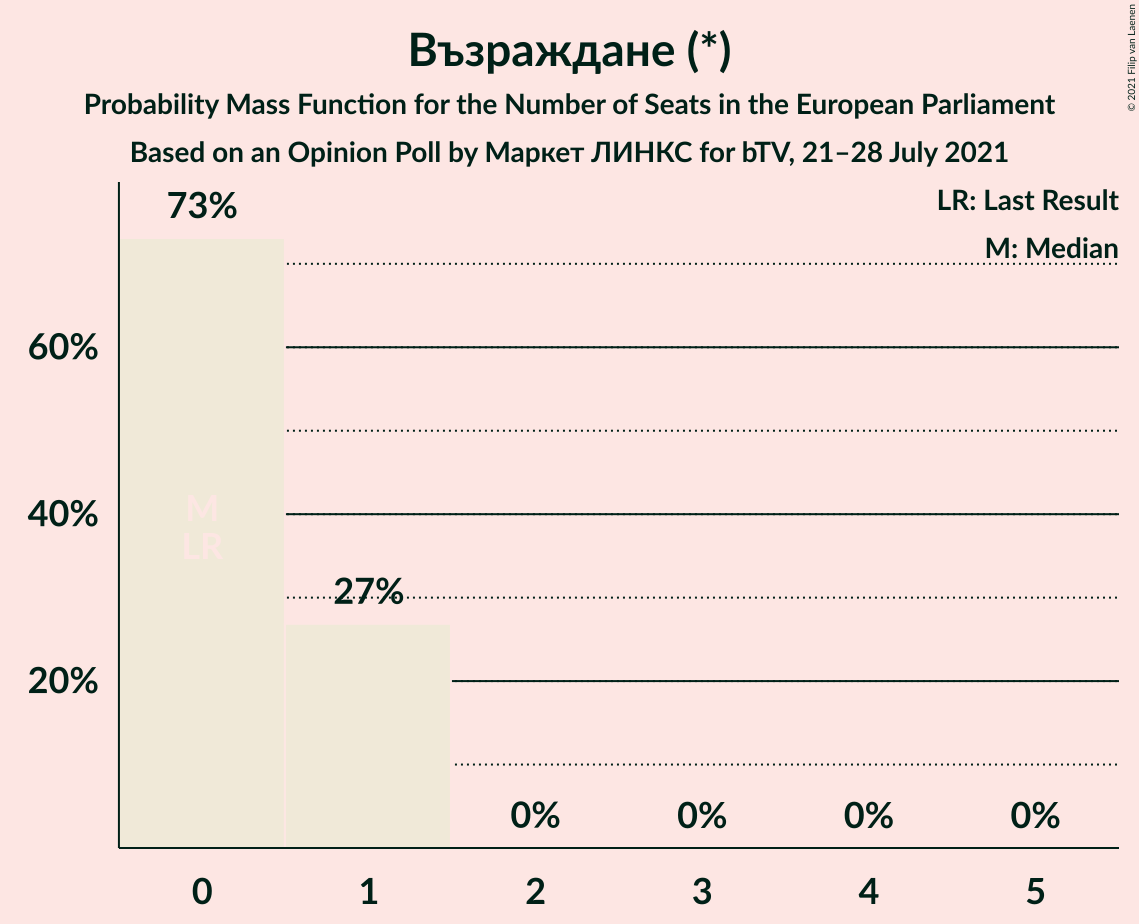 Възраждане (*)
Probability Mass Function for the Number of Seats in the European Parliament
Based on an Opinion Poll by Маркет ЛИНКС for bTV, 21–28 July 2021
© 2021 Filip van Laenen
LR: Last Result
M: Median
73%
60%
40%
20%
M
LR
27%
0%
0%
0%
0%
0
1
2
3
4
5